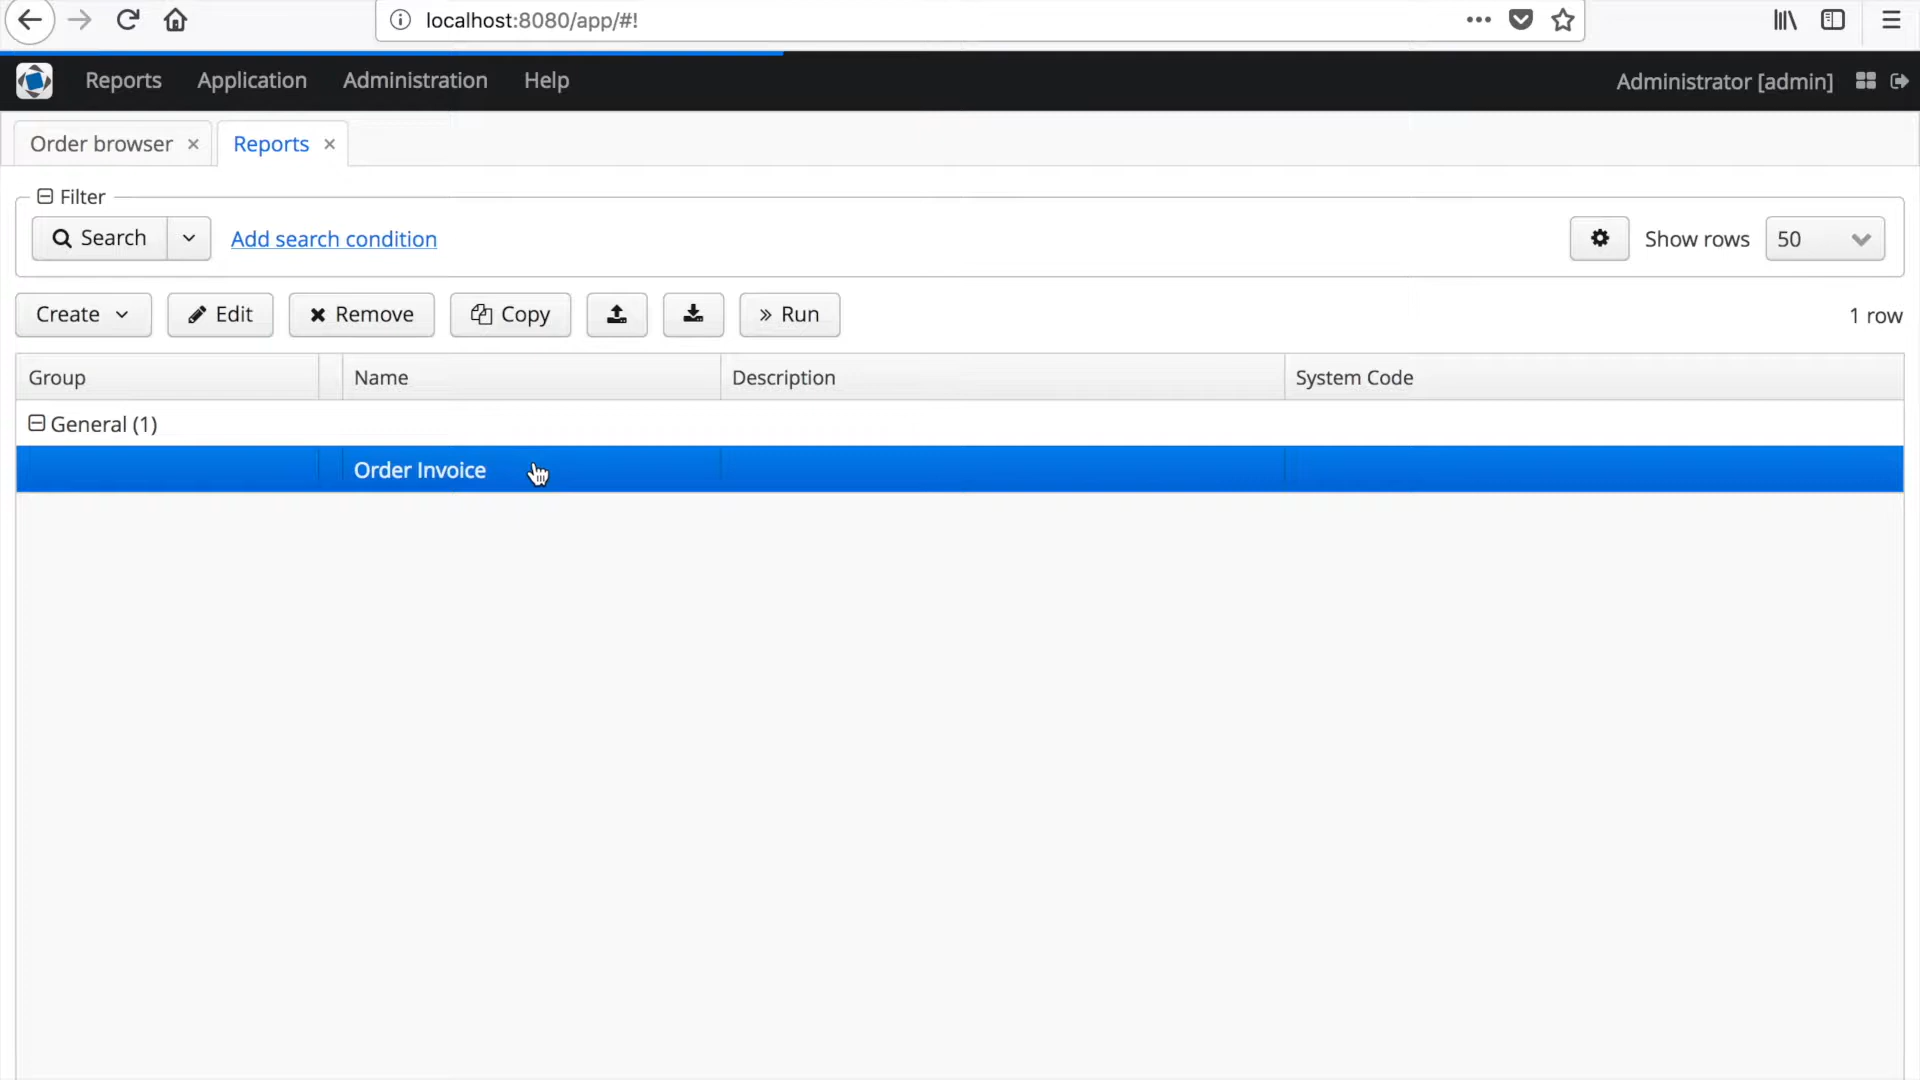 localhost:8080/app/#!
Reports Application Administration Help Administrator [admin]
Order browser Reports
Filter
Search Add search condition Show rows 50
Create Edit Remove Copy Run 1 row
Group Name Description System Code
General (1)
Order Invoice